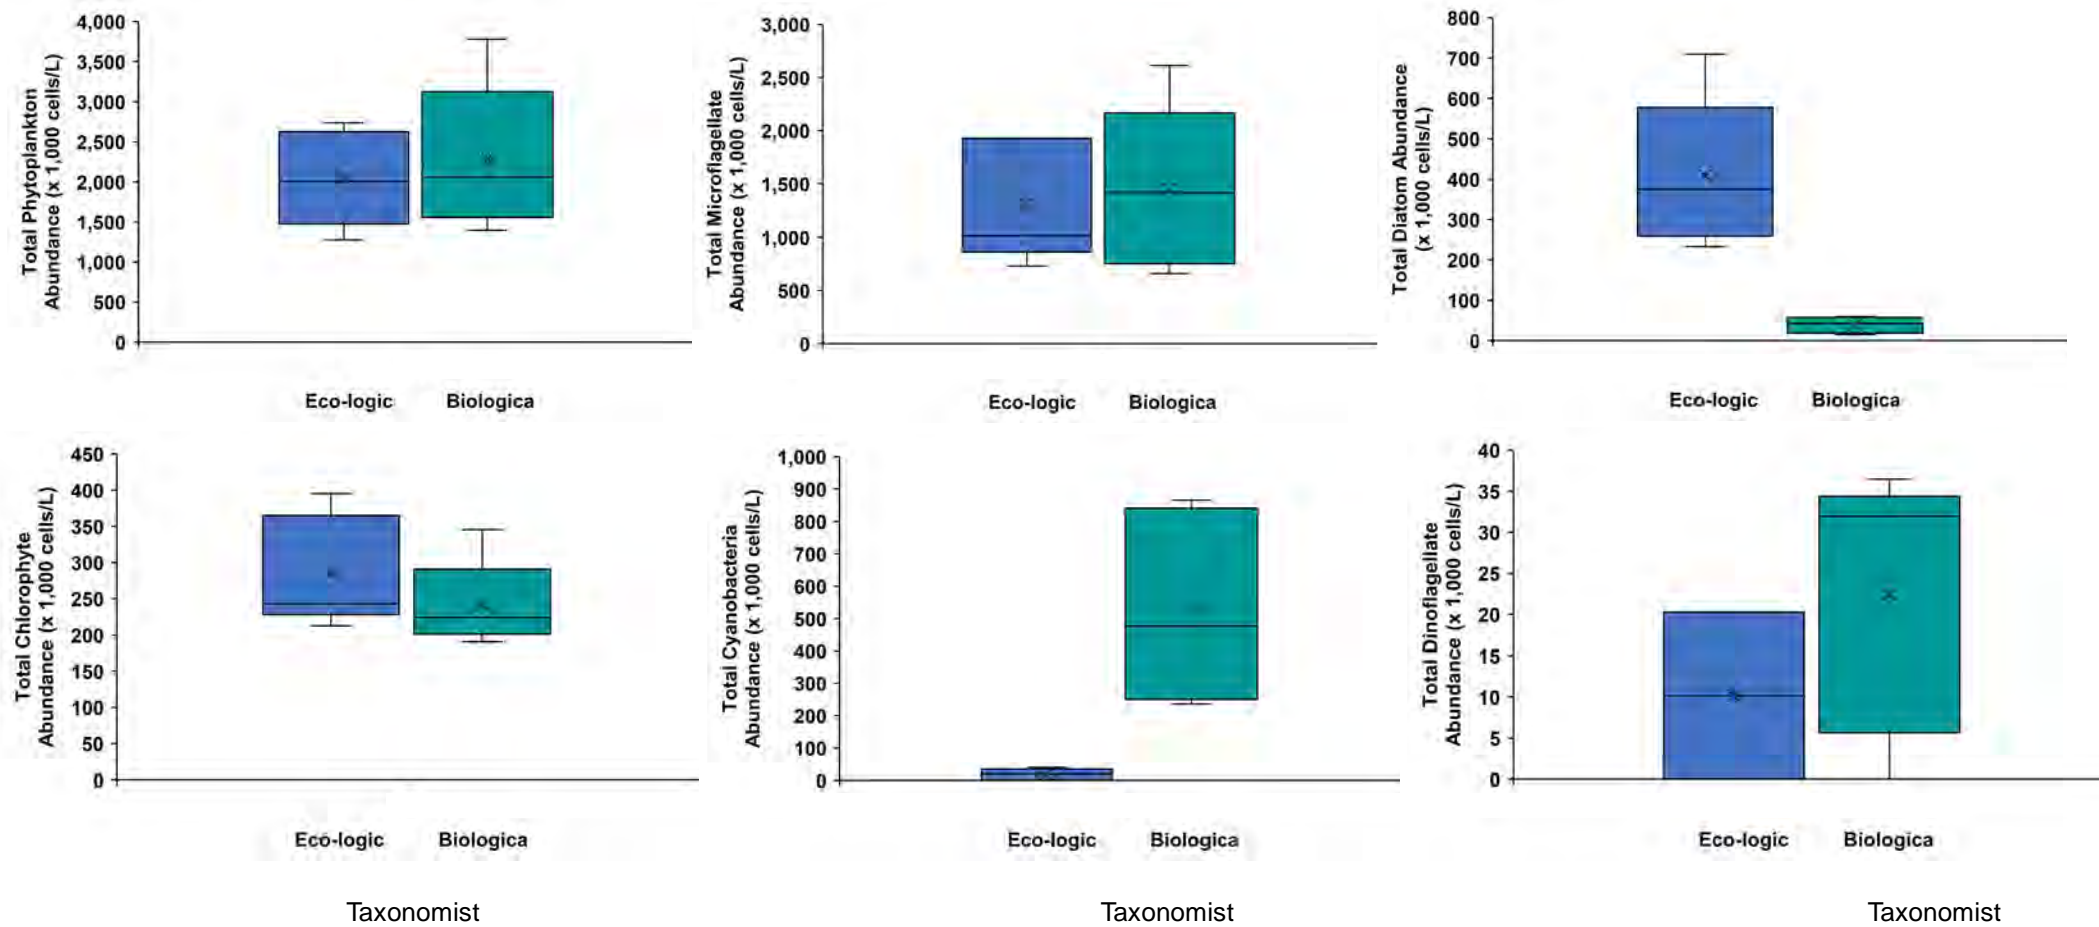 Total Phytoplankton
Abundance (x 1,000 cells/L)
4,000
3,500
3,000
2,500
2,000
1,500
1,000
500
0
Eco-logic Biologica
Total Microflagellate
Abundance (x 1,000 cells/L)
3,000
2,500
2,000
1,500
1,000
500
0
Eco-logic Biologica
Total Diatom Abundance
(x 1,000 cells/L)
800
700
600
500
400
300
200
100
0
Eco-logic Biologica
Total Chlorophyte
Abundance (x 1,000 cells/L)
450
400
350
300
250
200
150
100
50
0
Eco-logic Biologica
Taxonomist
Total Cyanobacteria
Abundance (x 1,000 cells/L)
1,000
900
800
700
600
500
400
300
200
100
0
Eco-logic Biologica
Taxonomist
Total Dinoflagellate
Abundance (x 1,000 cells/L)
40
35
30
25
20
15
10
5
0
Eco-logic Biologica
Taxonomist